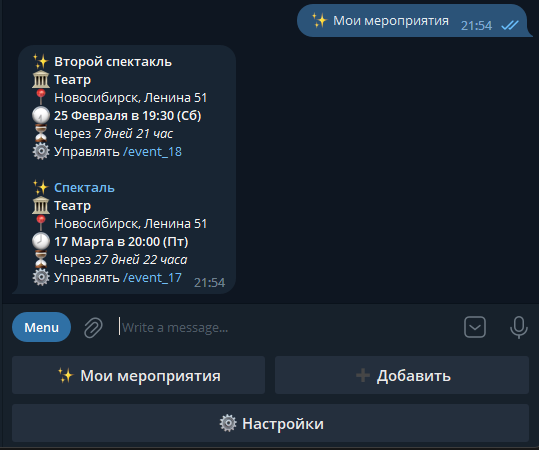 ✨ Мои мероприятия
21:54
✨ Второй спектакль
🏛 Театр
📍 Новосибирск, Ленина 51
🕢 25 Февраля в 19:30 (Сб)
⏳ Через 7 дней 21 час
⚙️ Управлять /event_18
✨ Спекталь
🏛 Театр
📍 Новосибирск, Ленина 51
🕗 17 Марта в 20:00 (Пт)
⏳ Через 27 дней 22 часа
⚙️ Управлять /event_17
21:54
Menu
Write a message...
✨ Мои мероприятия
➕ Добавить
⚙️ Настройки